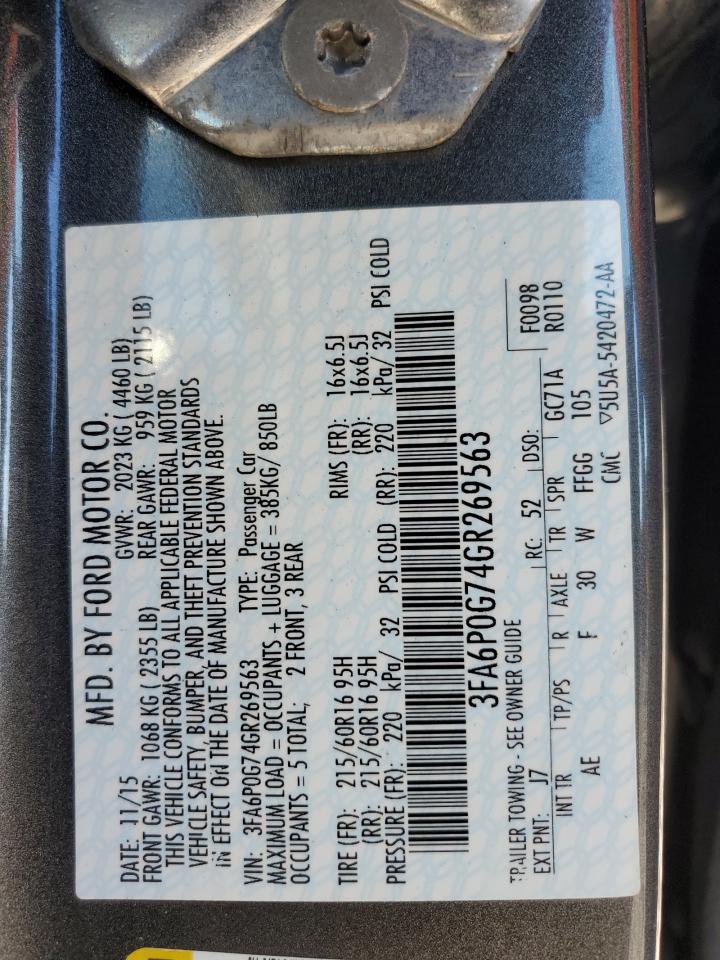 MFD. BY FORD MOTOR CO.
DATE: 11/15 GVWR: 2023 KG ( 4460 LB)
FRONT GAWR: 1068 KG ( 2355 LB) REAR GAWR: 959 KG ( 2115 LB)
THIS VEHICLE CONFORMS TO ALL APPLICABLE FEDERAL MOTOR
VEHICLE SAFETY, BUMPER, AND THEFT PREVENTION STANDARDS
IN EFFECT ON THE DATE OF MANUFACTURE SHOWN ABOVE.
VIN: 3FA6P0G74GR269563 TYPE: Passenger Car
MAXIMUM LOAD = OCCUPANTS + LUGGAGE = 385KG/ 850LB
OCCUPANTS = 5 TOTAL; 2 FRONT, 3 REAR
TIRE (FR): 215/60R16 95H RIMS (FR): 16x6.5J
(RR): 215/60R16 95H (RR): 16x6.5J
PRESSURE (FR): 220 kPa/ 32 PSI COLD (RR): 220 kPa/ 32 PSI COLD
3FA6P0G74GR269563
TRAILER TOWING - SEE OWNER GUIDE F0098
EXT PNT: J7 RC: 52 DSO: GC71A R0110
INT TR TP/PS R AXLE TR SPR 105
AE F 30 W FFGG
CMC ▽5U5A-5420472-AA